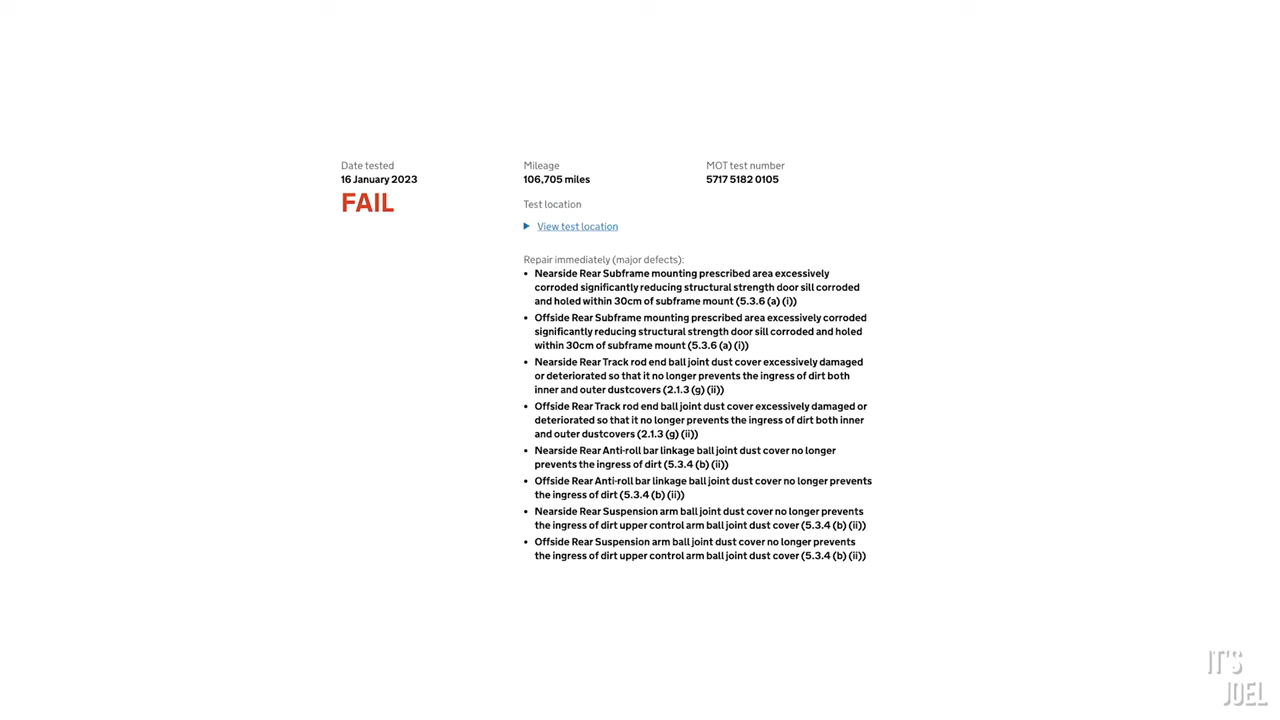 Date tested
16 January 2023
FAIL
Mileage
106,705 miles
MOT test number
5717 5182 0105
Test location
View test location
Repair immediately (major defects):
• Nearside Rear Subframe mounting prescribed area excessively
corroded significantly reducing structural strength door sill corroded
and holed within 30cm of subframe mount (5.3.6 (a) (i))
• Offside Rear Subframe mounting prescribed area excessively corroded
significantly reducing structural strength door sill corroded and holed
within 30cm of subframe mount (5.3.6 (a) (i))
• Nearside Rear Track rod end ball joint dust cover excessively damaged
or deteriorated so that it no longer prevents the ingress of dirt both
inner and outer dustcovers (2.1.3 (g) (ii))
• Offside Rear Track rod end ball joint dust cover excessively damaged or
deteriorated so that it no longer prevents the ingress of dirt both inner
and outer dustcovers (2.1.3 (g) (ii))
• Nearside Rear Anti-roll bar linkage ball joint dust cover no longer
prevents the ingress of dirt (5.3.4 (b) (ii))
• Offside Rear Anti-roll bar linkage ball joint dust cover no longer prevents
the ingress of dirt (5.3.4 (b) (ii))
• Nearside Rear Suspension arm ball joint dust cover no longer prevents
the ingress of dirt upper control arm ball joint dust cover (5.3.4 (b) (ii))
• Offside Rear Suspension arm ball joint dust cover no longer prevents
the ingress of dirt upper control arm ball joint dust cover (5.3.4 (b) (ii))
IT'S
JOEL